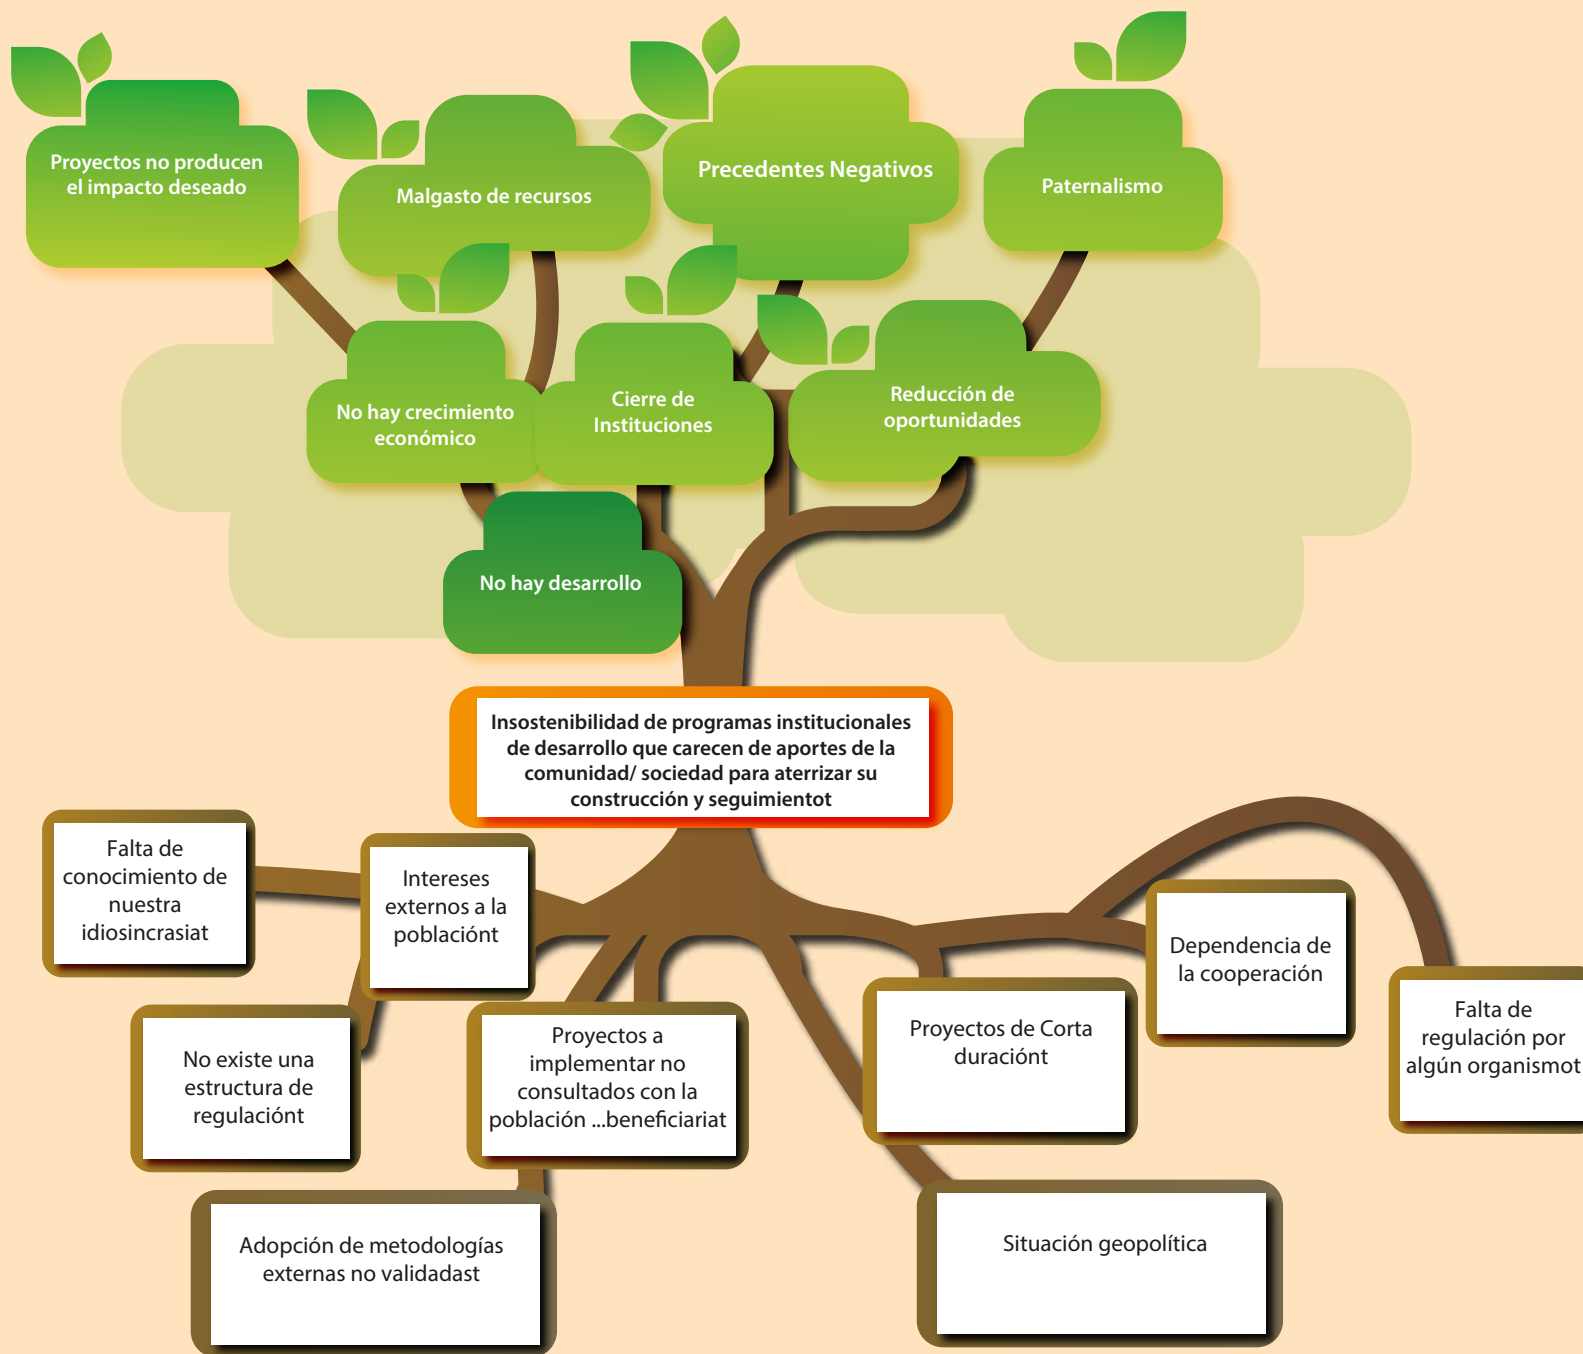 Proyectos no producen
el impacto deseado
Malgasto de recursos
Precedentes Negativos
Paternalismo
No hay crecimiento
económico
Cierre de
Instituciones
Reducción de
oportunidades
No hay desarrollo
Insostenibilidad de programas institucionales
de desarrollo que carecen de aportes de la
comunidad/ sociedad para aterrizar su
construcción y seguimientot
Falta de
conocimiento de
nuestra
idiosincrasiat
Intereses
externos a la
poblaciónt
Dependencia de
la cooperación
No existe una
estructura de
regulaciónt
Proyectos a
implementar no
consultados con la
población ...beneficiariat
Proyectos de Corta
duraciónt
Falta de
regulación por
algún organismot
Adopción de metodologías
externas no validadast
Situación geopolítica